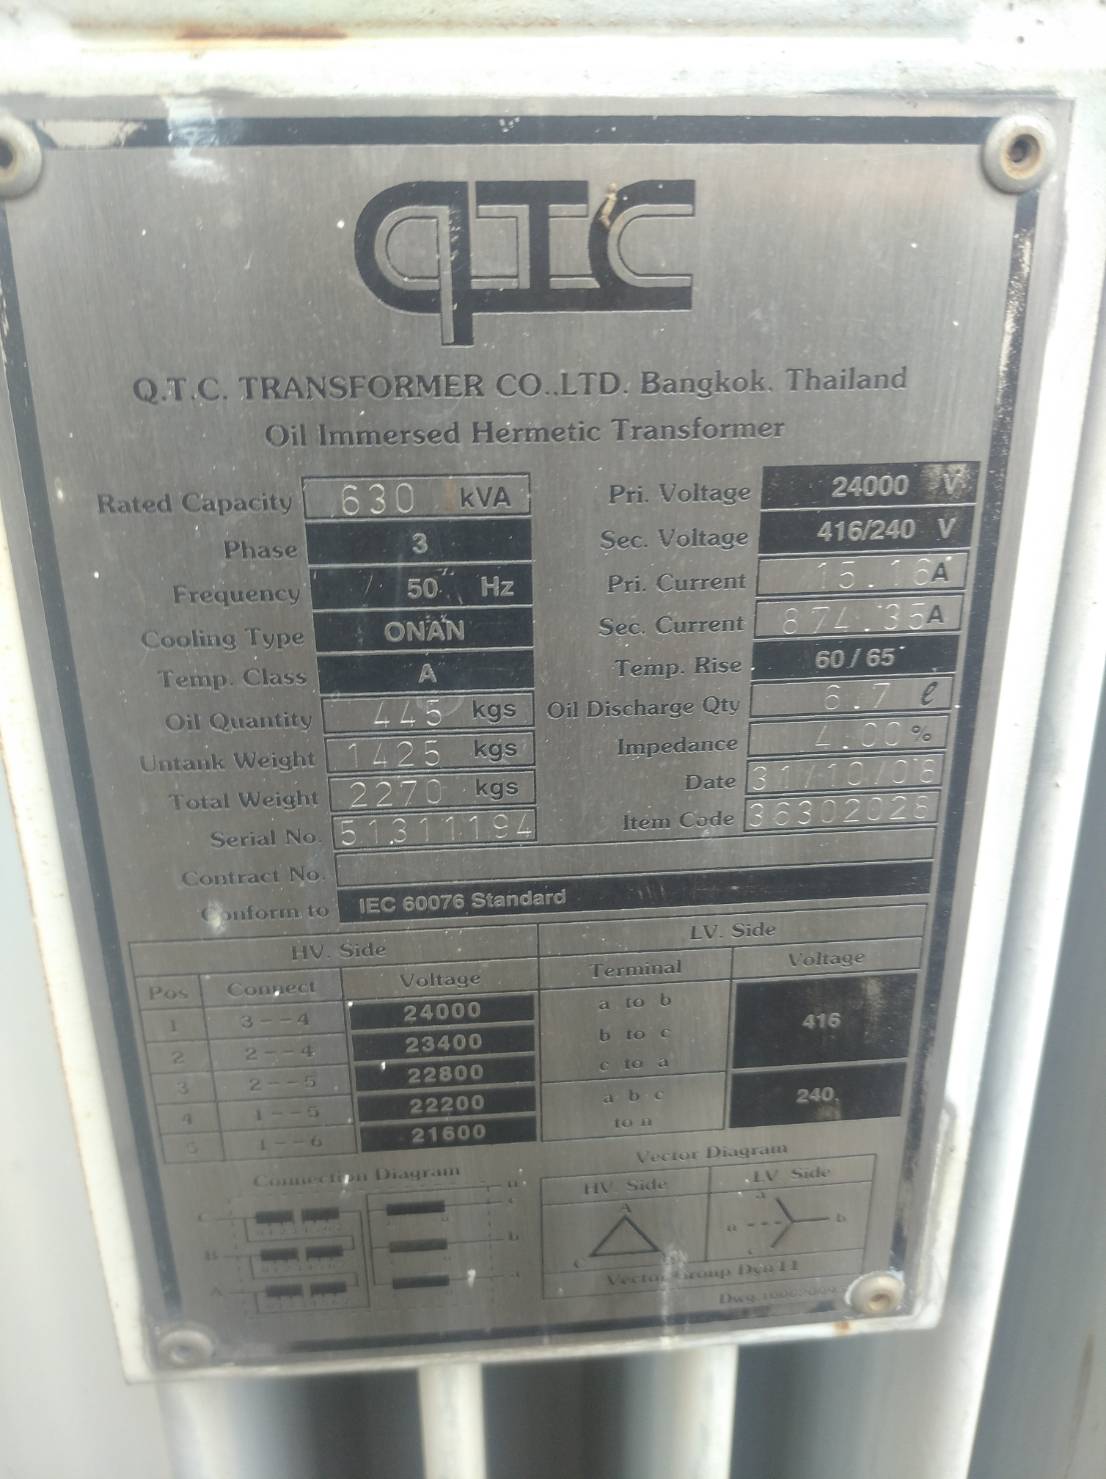 QTC
Q.T.C. TRANSFORMER CO.,LTD. Bangkok. Thailand
Oil Immersed Hermetic Transformer
Rated Capacity 630 kVA
Phase 3
Frequency 50 Hz
Cooling Type ONAN
Temp. Class A
Oil Quantity 445 kgs
Untank Weight 1425 kgs
Total Weight 2270 kgs
Serial No. 51311194
Pri. Voltage 24000 V
Sec. Voltage 416/240 V
Pri. Current 15.16 A
Sec. Current 874.35 A
Temp. Rise 60 / 65
Oil Discharge Qty 6.7 ℓ
Impedance 4.00 %
Date 31/10/08
Item Code 36302028
Contract No.
Conform to IEC 60076 Standard
HV. Side
Pos Connect Voltage
1 3--4 24000
2 2--4 23400
3 2--5 22800
4 1--5 22200
5 1--6 21600
LV. Side
Terminal Voltage
a to b
b to c
c to a
416
a b c
to n
240
Connection Diagram
C
B
A
n
c
b
a
Vector Diagram
HV Side LV Side
A
C
a
n b
c
Vector Group Dyn 11